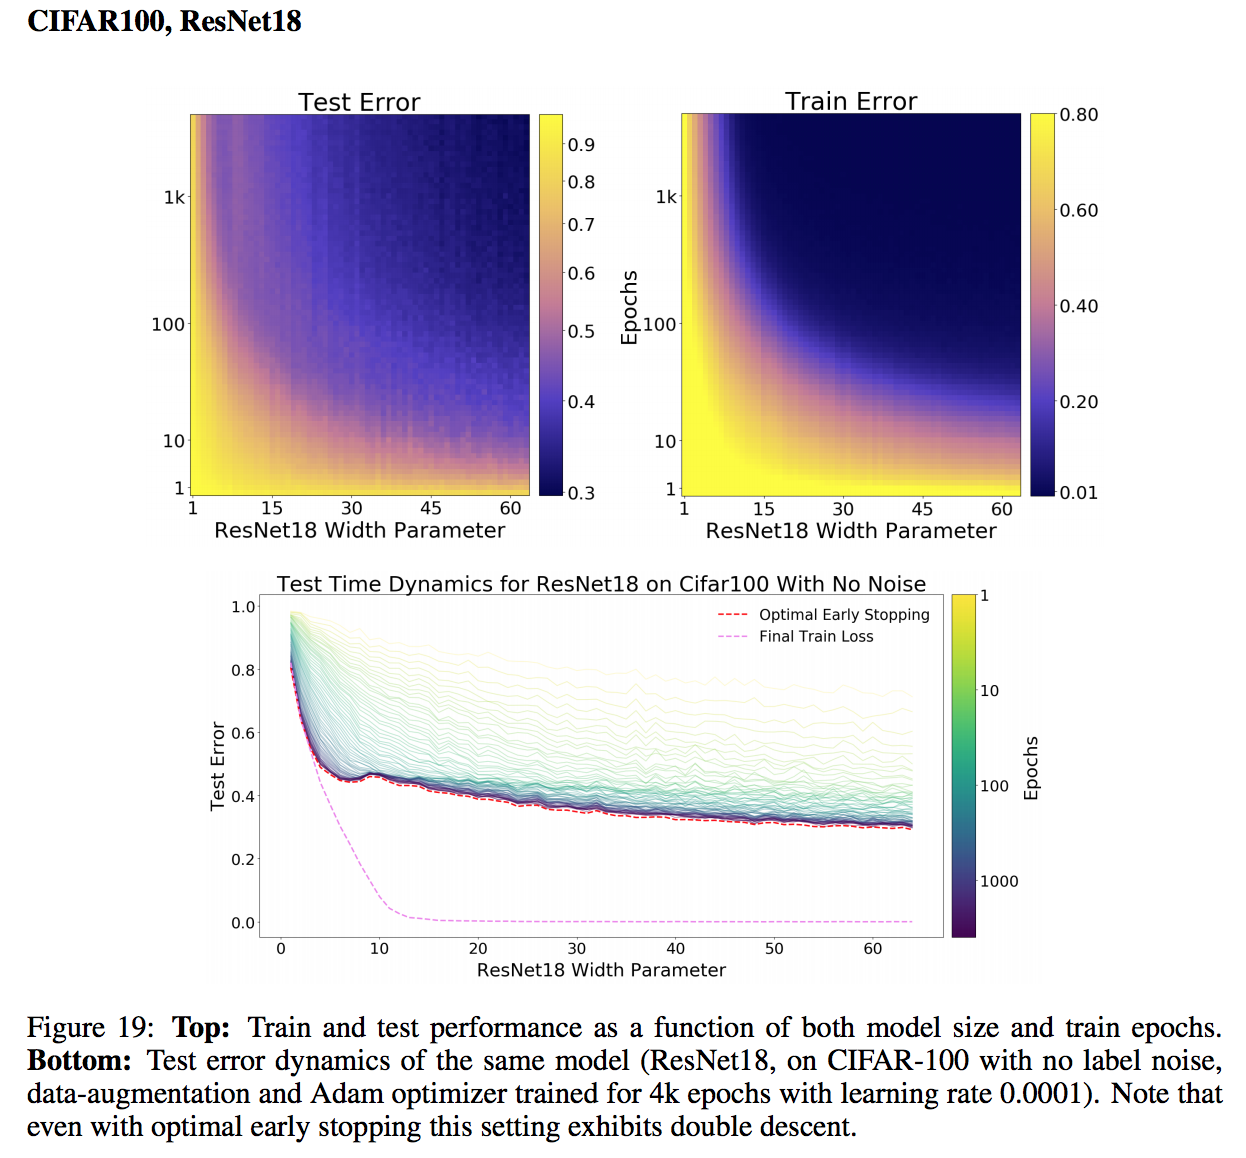 CIFAR100, ResNet18
Test Error
1k
100
10
1
1 15 30 45 60
ResNet18 Width Parameter
0.9
0.8
0.7
0.6
0.5
0.4
0.3
Train Error
Epochs
1k
100
10
1
1 15 30 45 60
ResNet18 Width Parameter
0.80
0.60
0.40
0.20
0.01
Test Time Dynamics for ResNet18 on Cifar100 With No Noise
Test Error
1.0
0.8
0.6
0.4
0.2
0.0
Optimal Early Stopping
Final Train Loss
0 10 20 30 40 50 60
ResNet18 Width Parameter
1
10
100
1000
Epochs
Figure 19: Top: Train and test performance as a function of both model size and train epochs.
Bottom: Test error dynamics of the same model (ResNet18, on CIFAR-100 with no label noise,
data-augmentation and Adam optimizer trained for 4k epochs with learning rate 0.0001). Note that
even with optimal early stopping this setting exhibits double descent.